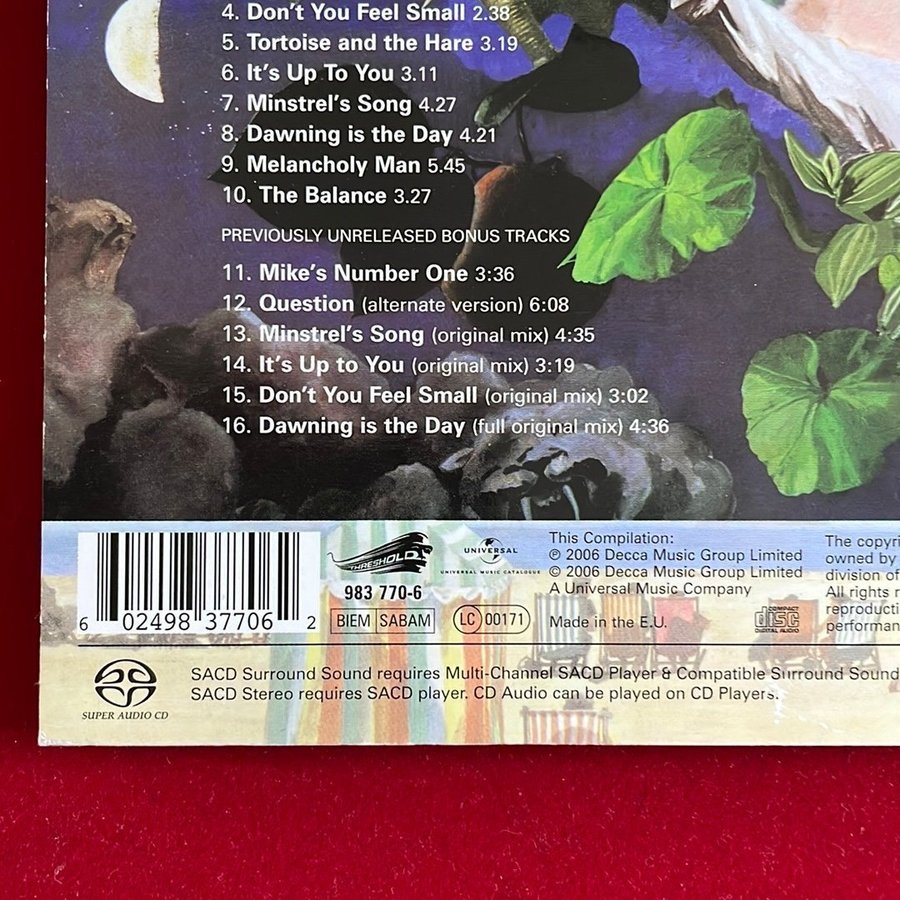 4. Don't You Feel Small 2.38
5. Tortoise and the Hare 3.19
6. It's Up To You 3.11
7. Minstrel's Song 4.27
8. Dawning is the Day 4.21
9. Melancholy Man 5.45
10. The Balance 3.27
PREVIOUSLY UNRELEASED BONUS TRACKS
11. Mike's Number One 3:36
12. Question (alternate version) 6:08
13. Minstrel's Song (original mix) 4:35
14. It's Up to You (original mix) 3:19
15. Don't You Feel Small (original mix) 3:02
16. Dawning is the Day (full original mix) 4:36
6 02498 37706 2
THRESHOLD
983 770-6
BIEM SABAM
UNIVERSAL
UNIVERSAL MUSIC CATALOGUE
LC 00171
This Compilation:
℗ 2006 Decca Music Group Limited
© 2006 Decca Music Group Limited
A Universal Music Company
Made in the E.U.
COMPACT
disc
DIGITAL AUDIO
The copyri
owned by
division of
All rights r
reproducti
performan
SUPER AUDIO CD
SACD Surround Sound requires Multi-Channel SACD Player & Compatible Surround Sound
SACD Stereo requires SACD player. CD Audio can be played on CD Players.